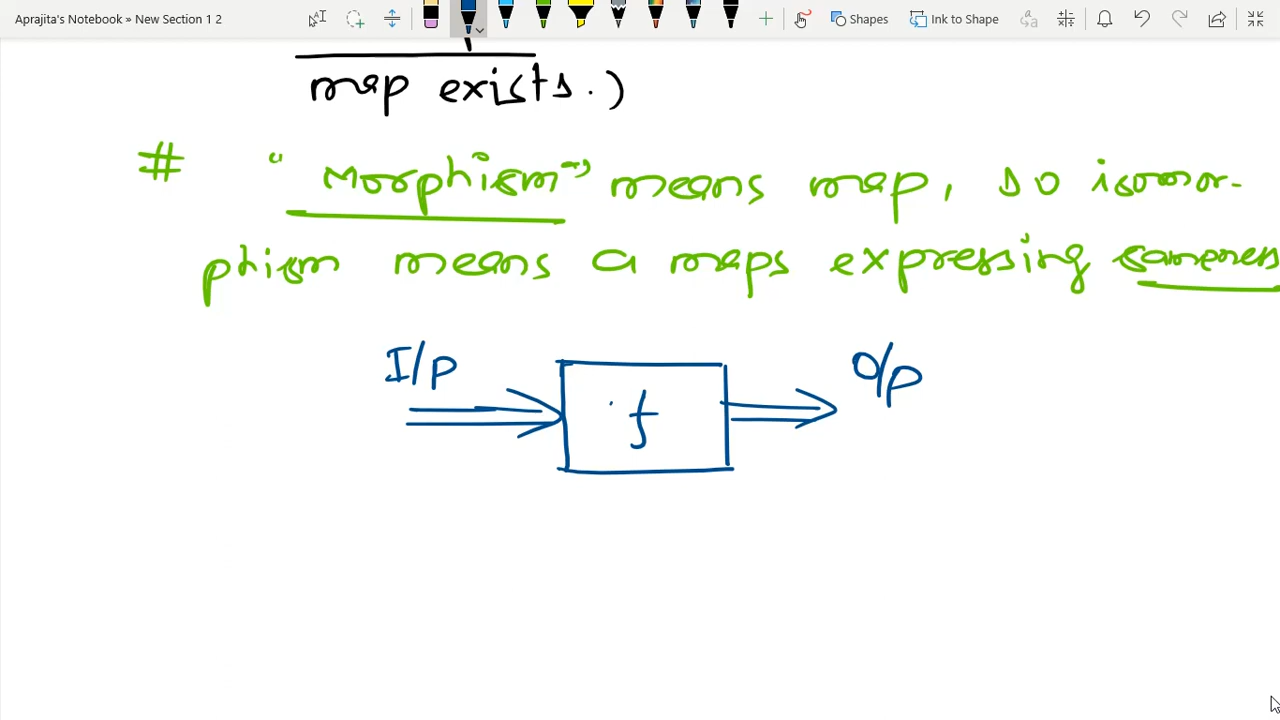 Aprajita's Notebook » New Section 1 2
Shapes
Ink to Shape
map exists.)
# "Morphism" means map, so isomor-
phism means a maps expressing sameness
I/p
f
O/p